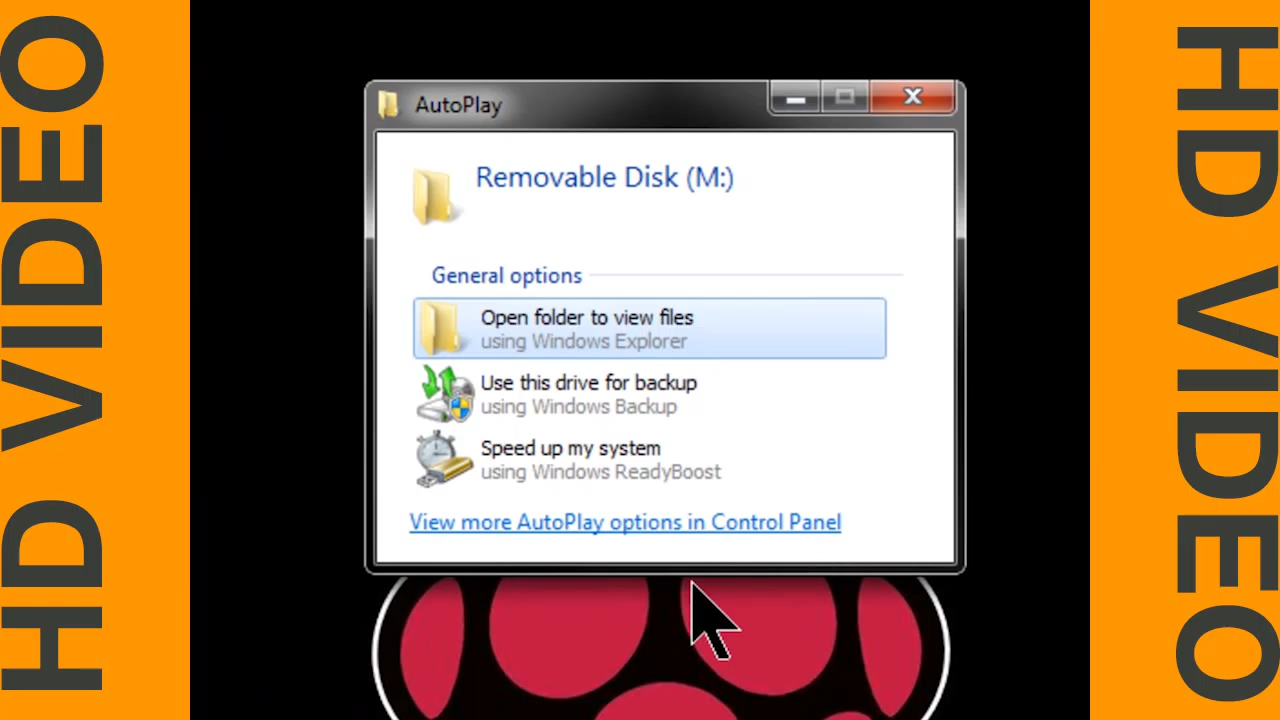 HD VIDEO
AutoPlay
Removable Disk (M:)
General options
Open folder to view files
using Windows Explorer
Use this drive for backup
using Windows Backup
Speed up my system
using Windows ReadyBoost
View more AutoPlay options in Control Panel
HD VIDEO